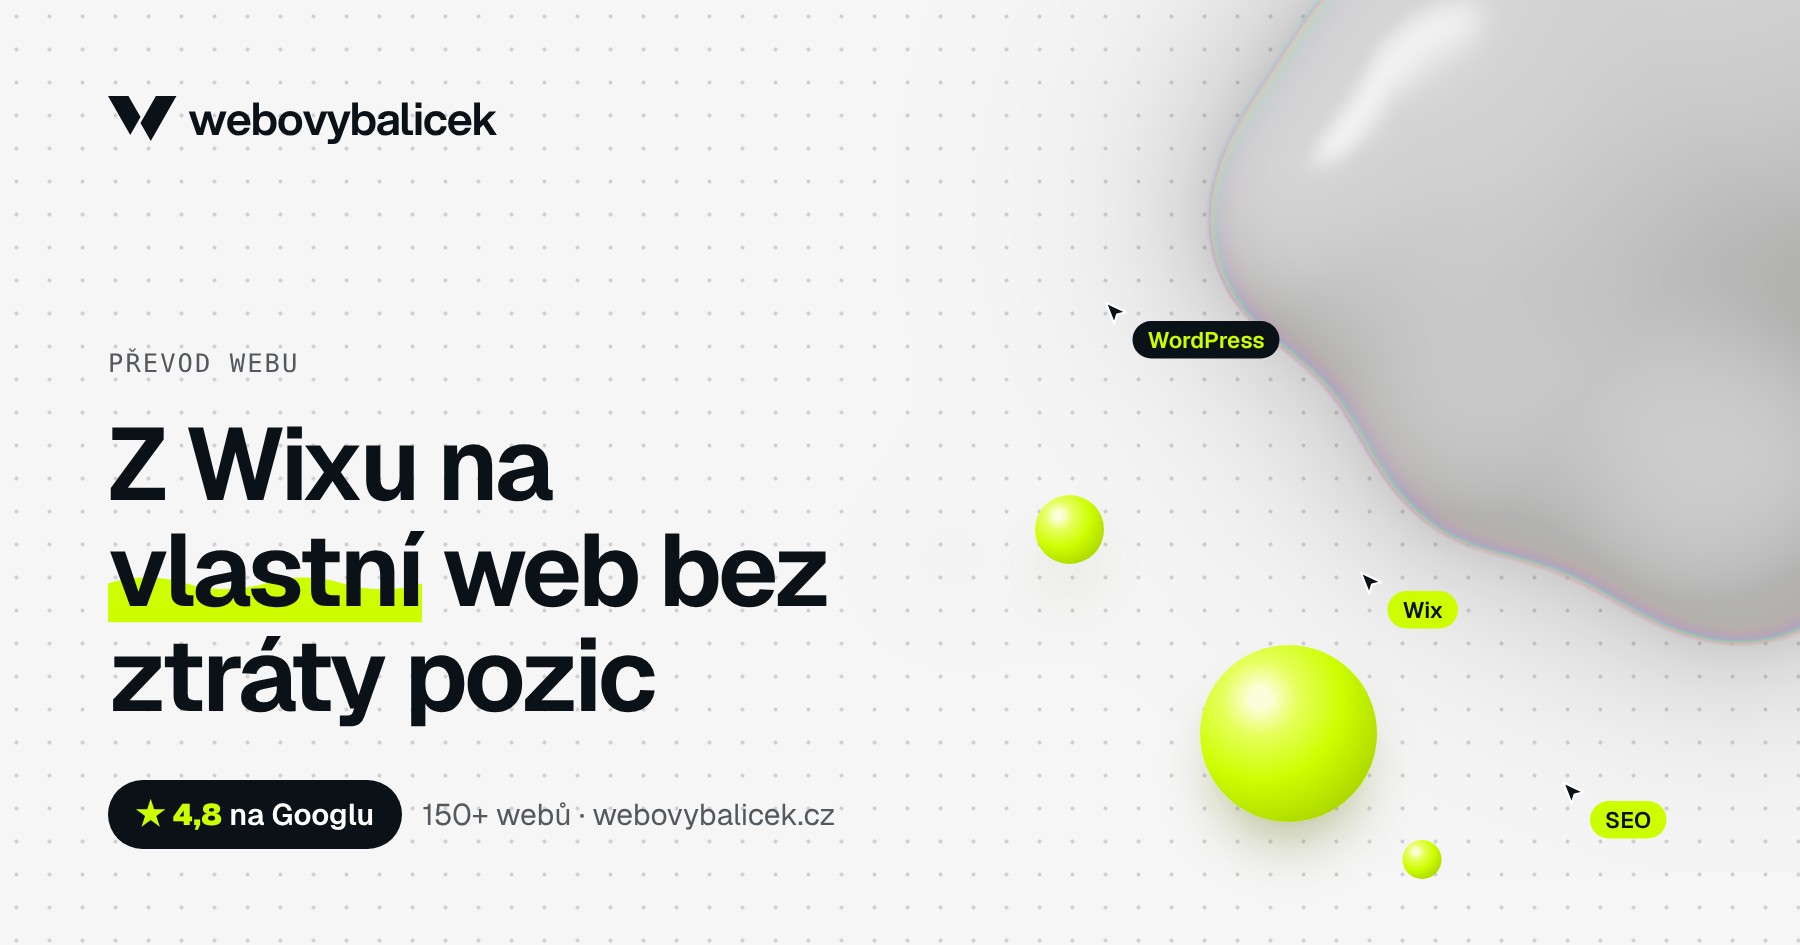 webovybalicek
PŘEVOD WEBU
Z Wixu na
vlastní web bez
ztráty pozic
★ 4,8 na Googlu
150+ webů · webovybalicek.cz
WordPress
Wix
SEO